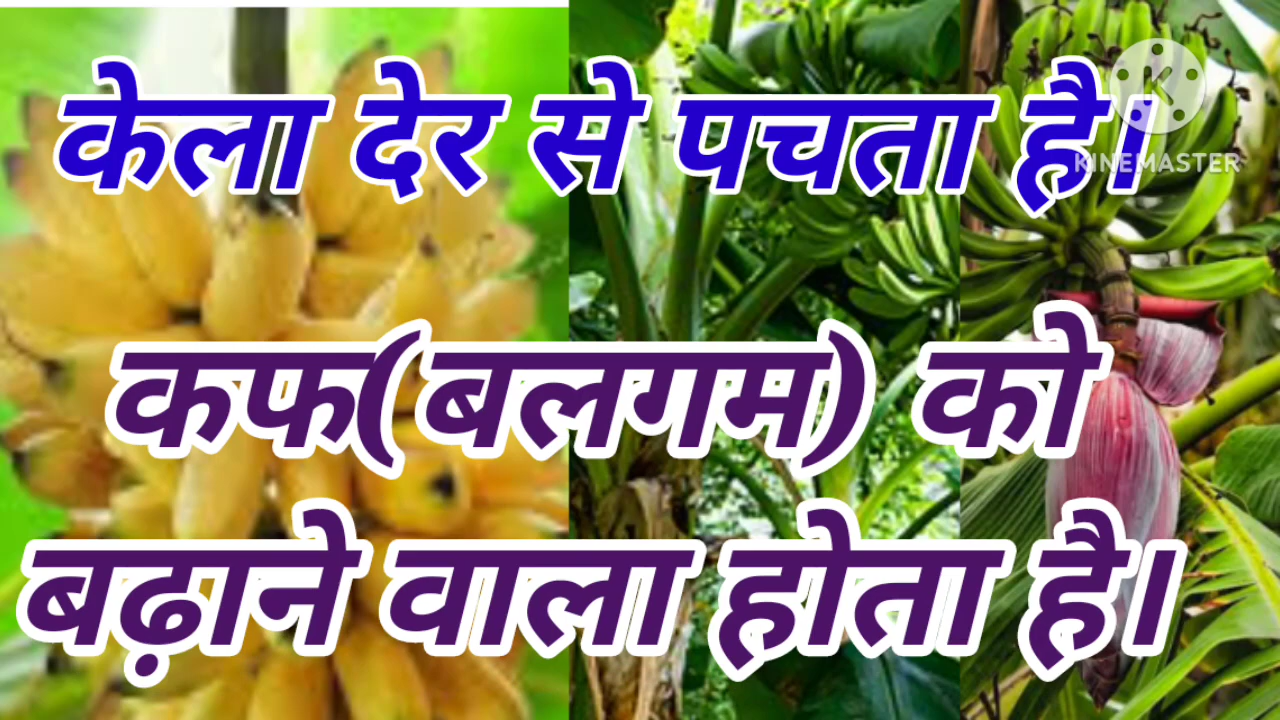 केला देर से पचता है।
KINEMASTER
कफ(बलगम) को
बढ़ाने वाला होता है।